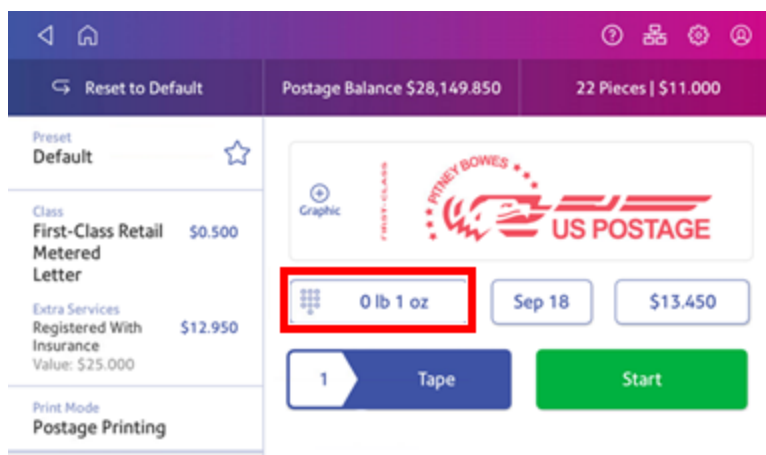 Reset to Default
Postage Balance $28,149.850
22 Pieces | $11.000
Preset
Default
Class
First-Class Retail $0.500
Metered
Letter
Extra Services
Registered With $12.950
Insurance
Value: $25.000
Print Mode
Postage Printing
Graphic
FIRST-CLASS
PITNEY BOWES
US POSTAGE
0 lb 1 oz
Sep 18
$13.450
1
Tape
Start